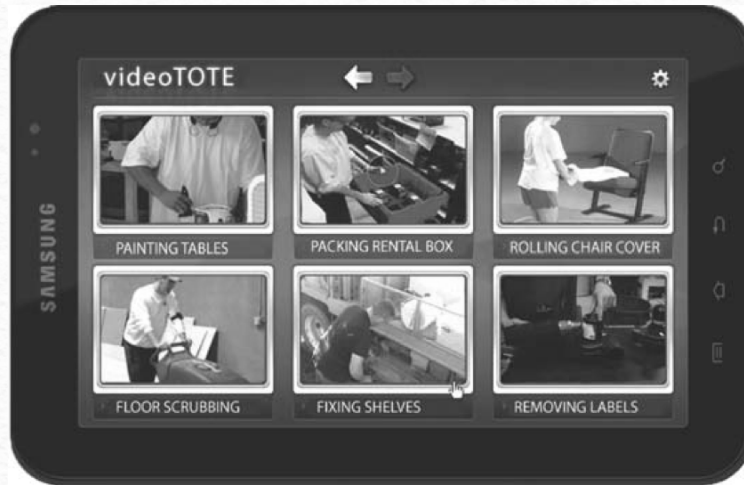 videoTOTE
SAMSUNG
PAINTING TABLES
PACKING RENTAL BOX
ROLLING CHAIR COVER
FLOOR SCRUBBING
FIXING SHELVES
REMOVING LABELS